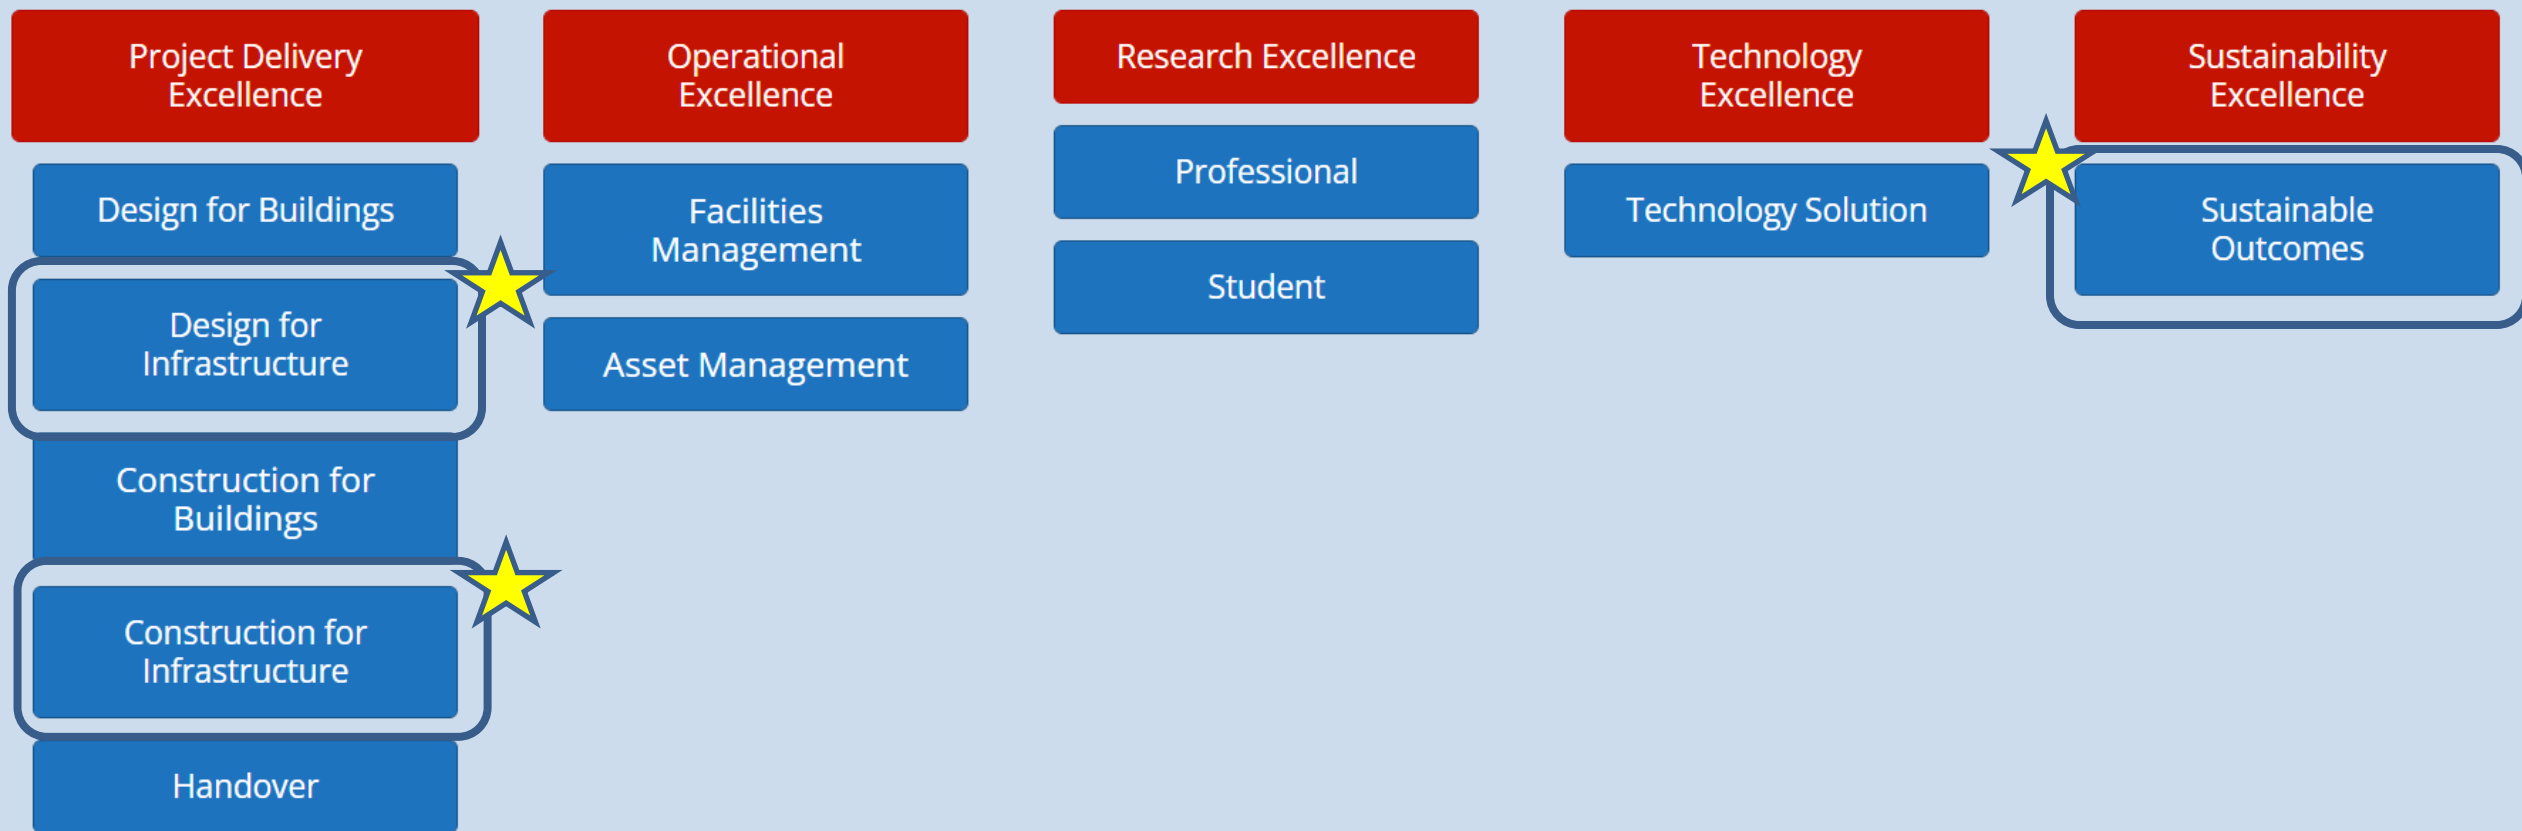 Project Delivery
Excellence
Design for Buildings
Design for
Infrastructure
Construction for
Buildings
Construction for
Infrastructure
Handover
Operational
Excellence
Facilities
Management
Asset Management
Research Excellence
Professional
Student
Technology
Excellence
Technology Solution
Sustainability
Excellence
Sustainable
Outcomes